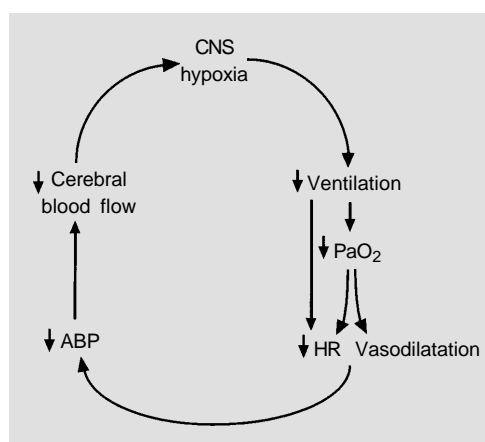 CNS
hypoxia
↓ Cerebral
blood flow
↓ Ventilation
↓ PaO₂
↓ ABP
↓ HR Vasodilatation